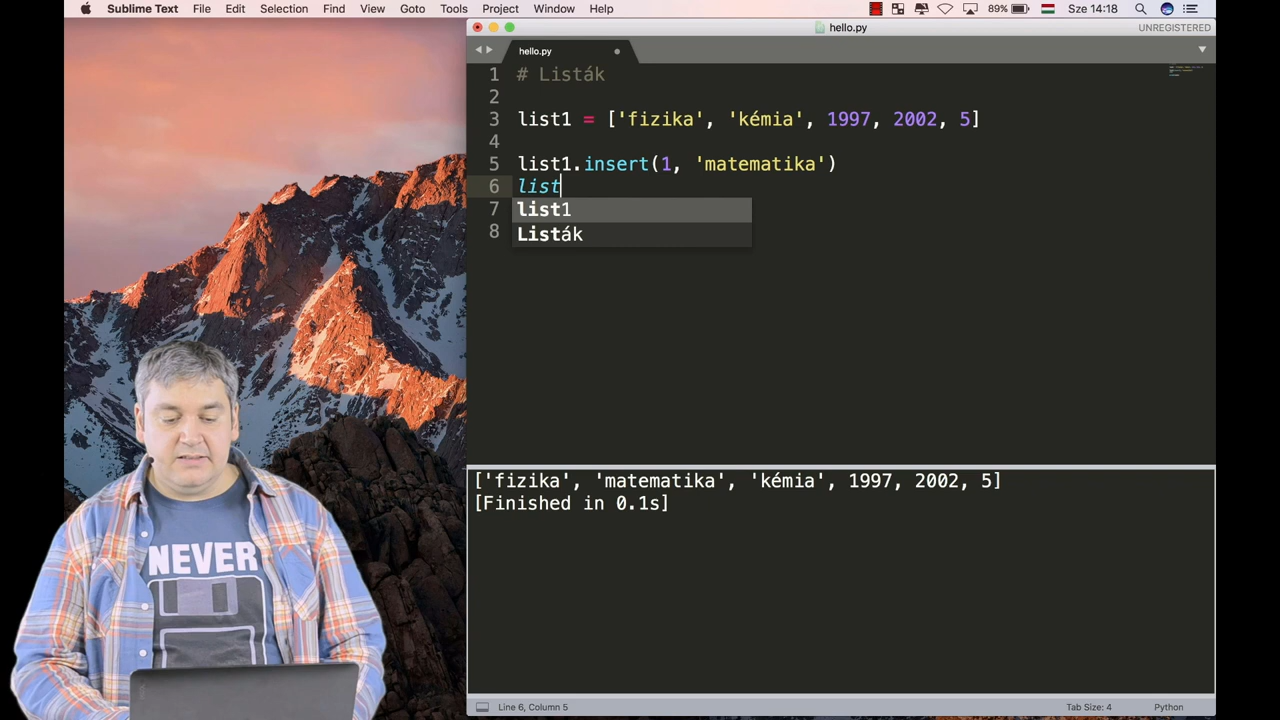 Sublime Text File Edit Selection Find View Goto Tools Project Window Help 89% Sze 14:18
hello.py UNREGISTERED
hello.py
1 # Listák
2
3 list1 = ['fizika', 'kémia', 1997, 2002, 5]
4
5 list1.insert(1, 'matematika')
6 list
7 list1
8 Listák
['fizika', 'matematika', 'kémia', 1997, 2002, 5]
[Finished in 0.1s]
NEVER
Line 6, Column 5 Tab Size: 4 Python